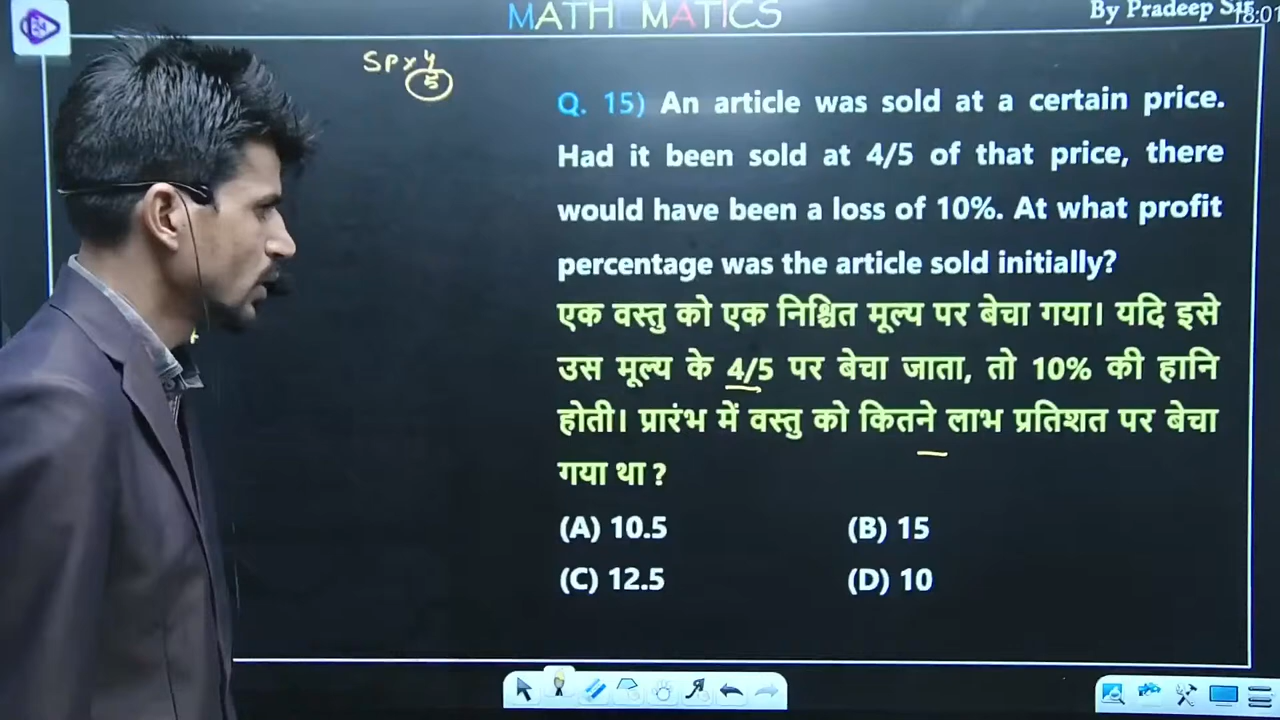 MATHEMATICS
By Pradeep Sir
18:01
SP×4
5
Q. 15) An article was sold at a certain price.
Had it been sold at 4/5 of that price, there
would have been a loss of 10%. At what profit
percentage was the article sold initially?
एक वस्तु को एक निश्चित मूल्य पर बेचा गया। यदि इसे
उस मूल्य के 4/5 पर बेचा जाता, तो 10% की हानि
होती। प्रारंभ में वस्तु को कितने लाभ प्रतिशत पर बेचा
गया था ?
(A) 10.5 (B) 15
(C) 12.5 (D) 10